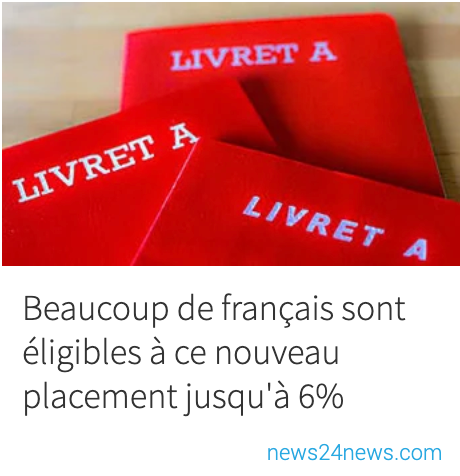 LIVRET A
LIVRET A
LIVRET A
Beaucoup de français sont
éligibles à ce nouveau
placement jusqu'à 6%
news24news.com